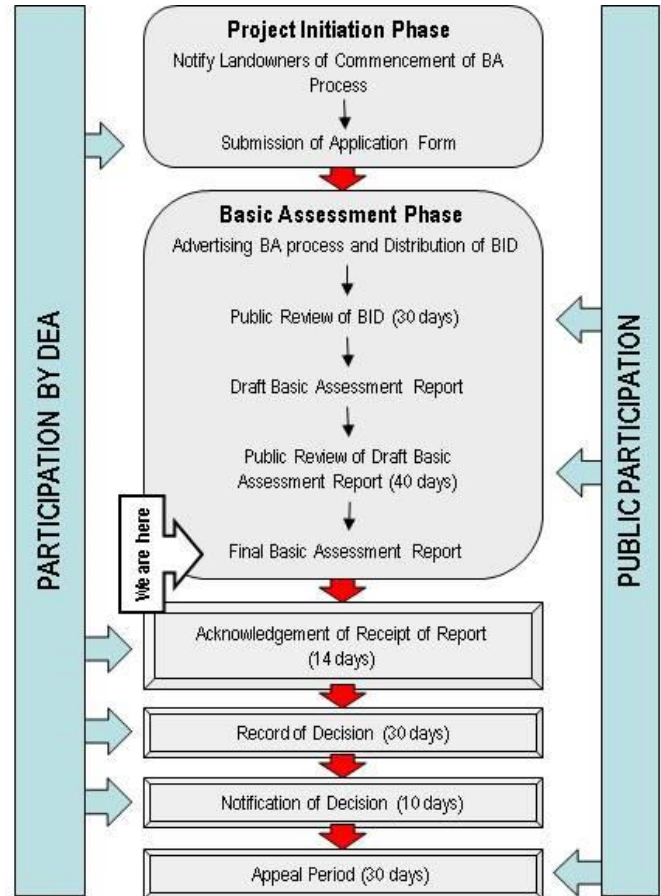 Project Initiation Phase
Notify Landowners of Commencement of BA
Process
Submission of Application Form
Basic Assessment Phase
Advertising BA process and Distribution of BID
Public Review of BID (30 days)
Draft Basic Assessment Report
Public Review of Draft Basic
Assessment Report (40 days)
Final Basic Assessment Report
We are here
Acknowledgement of Receipt of Report
(14 days)
Record of Decision (30 days)
Notification of Decision (10 days)
Appeal Period (30 days)
PARTICIPATION BY DEA
PUBLIC PARTICIPATION